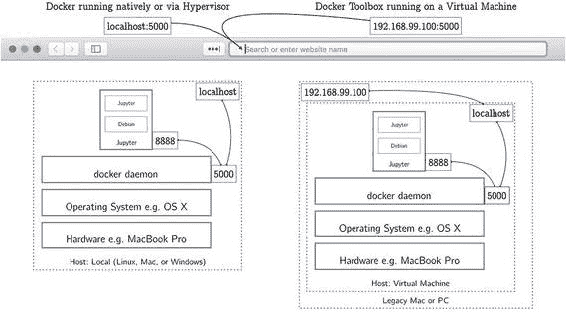 Docker running natively or via Hypervisor
Docker Toolbox running on a Virtual Machine
localhost:5000
192.168.99.100:5000
Search or enter website name
localhost
Jupyter
Debian
Jupyter
8888
docker daemon
5000
Operating System e.g. OS X
Hardware e.g. MacBook Pro
Host: Local (Linux, Mac, or Windows)
192.168.99.100
localhost
Jupyter
Debian
Jupyter
8888
docker daemon
5000
Operating System e.g. OS X
Hardware e.g. MacBook Pro
Host: Virtual Machine
Legacy Mac or PC